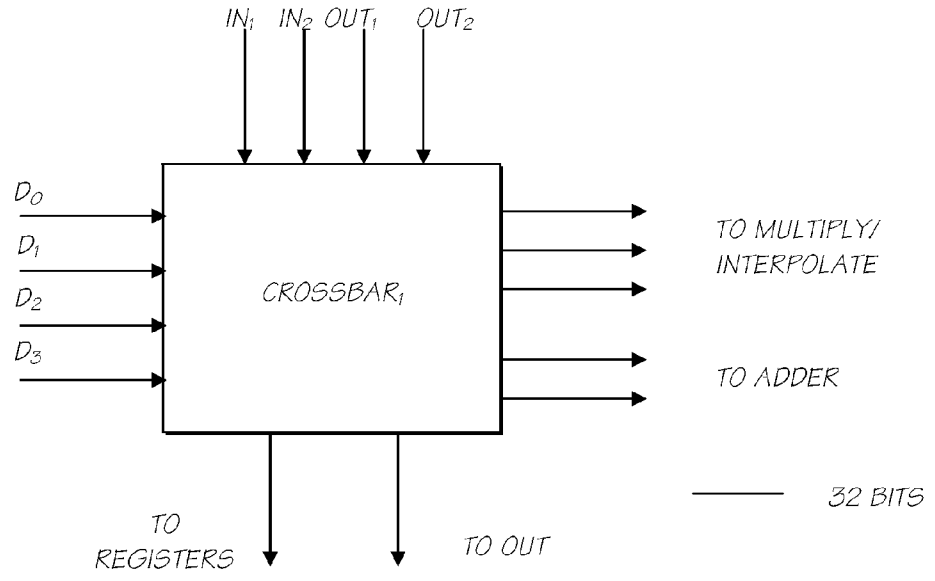 IN₁ IN₂ OUT₁ OUT₂
D₀
D₁
D₂
D₃
CROSSBAR₁
TO MULTIPLY/
INTERPOLATE
TO ADDER
32 BITS
TO
REGISTERS
TO OUT